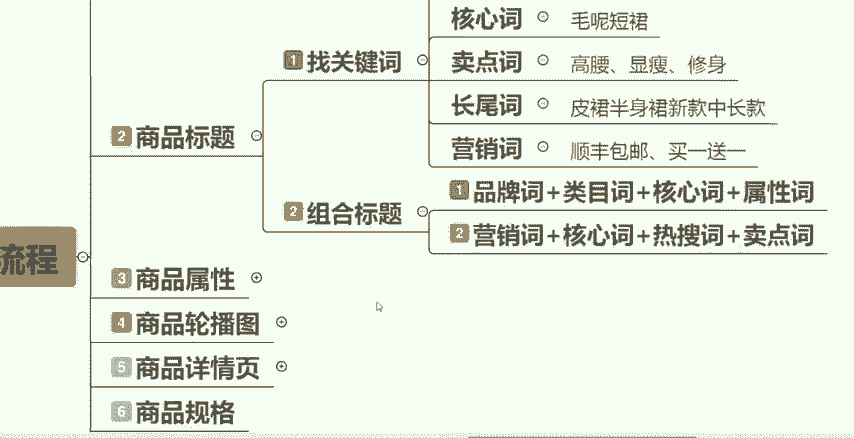 核心词 毛呢短裙
1 找关键词
卖点词 高腰、显瘦、修身
长尾词 皮裙半身裙新款中长款
2 商品标题
营销词 顺丰包邮、买一送一
1 品牌词+类目词+核心词+属性词
2 组合标题
2 营销词+核心词+热搜词+卖点词
流程
3 商品属性
4 商品轮播图
5 商品详情页
6 商品规格